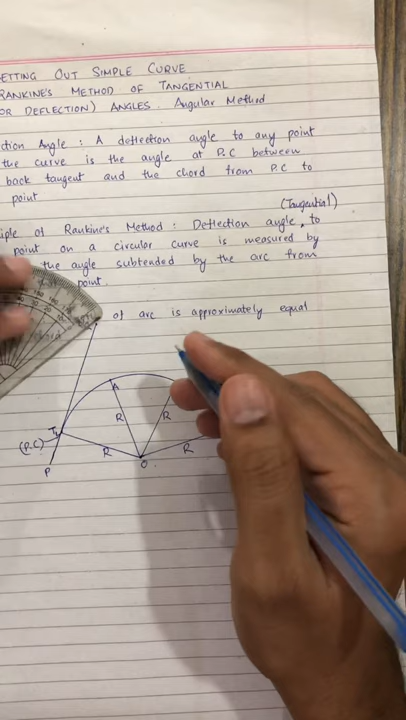 ETTING OUT SIMPLE CURVE
RANKINE'S METHOD OF TANGENTIAL
OR DEFLECTION) ANGLES. Angular Method
ction Angle : A deflection angle to any point
the curve is the angle at P.C between
back tangent and the chord from P.C to
point
(Tangential)
iple of Rankine's Method : Deflection angle, to
point on a circular curve is measured by
the angle subtended by the arc from
point.
of arc is approximately equal
A
R
R
T1
(P.C)
R
R
O
P